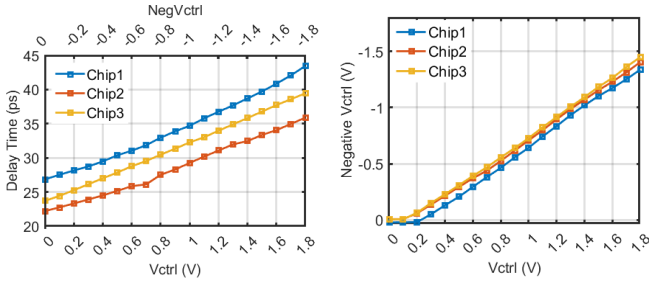 NegVctrl
0 -0.2 -0.4 -0.6 -0.8 -1 -1.2 -1.4 -1.6 -1.8
45
40
35
30
25
20
Delay Time (ps)
Chip1
Chip2
Chip3
0 0.2 0.4 0.6 0.8 1 1.2 1.4 1.6 1.8
Vctrl (V)
-1.5
-1
-0.5
0
Negative Vctrl (V)
Chip1
Chip2
Chip3
0 0.2 0.4 0.6 0.8 1 1.2 1.4 1.6 1.8
Vctrl (V)